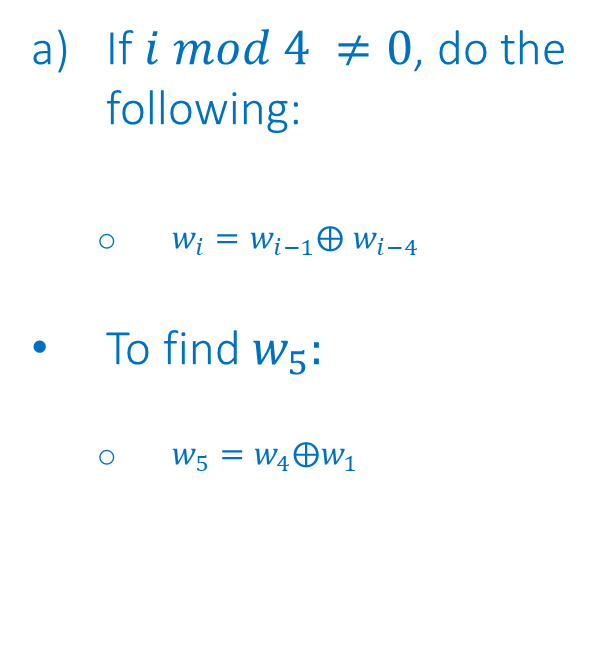 a) If 𝑖 𝑚𝑜𝑑 4 ≠ 0, do the
following:
○ 𝑤ᵢ = 𝑤ᵢ₋₁⊕ 𝑤ᵢ₋₄
• To find 𝑤₅:
○ 𝑤₅ = 𝑤₄⊕𝑤₁